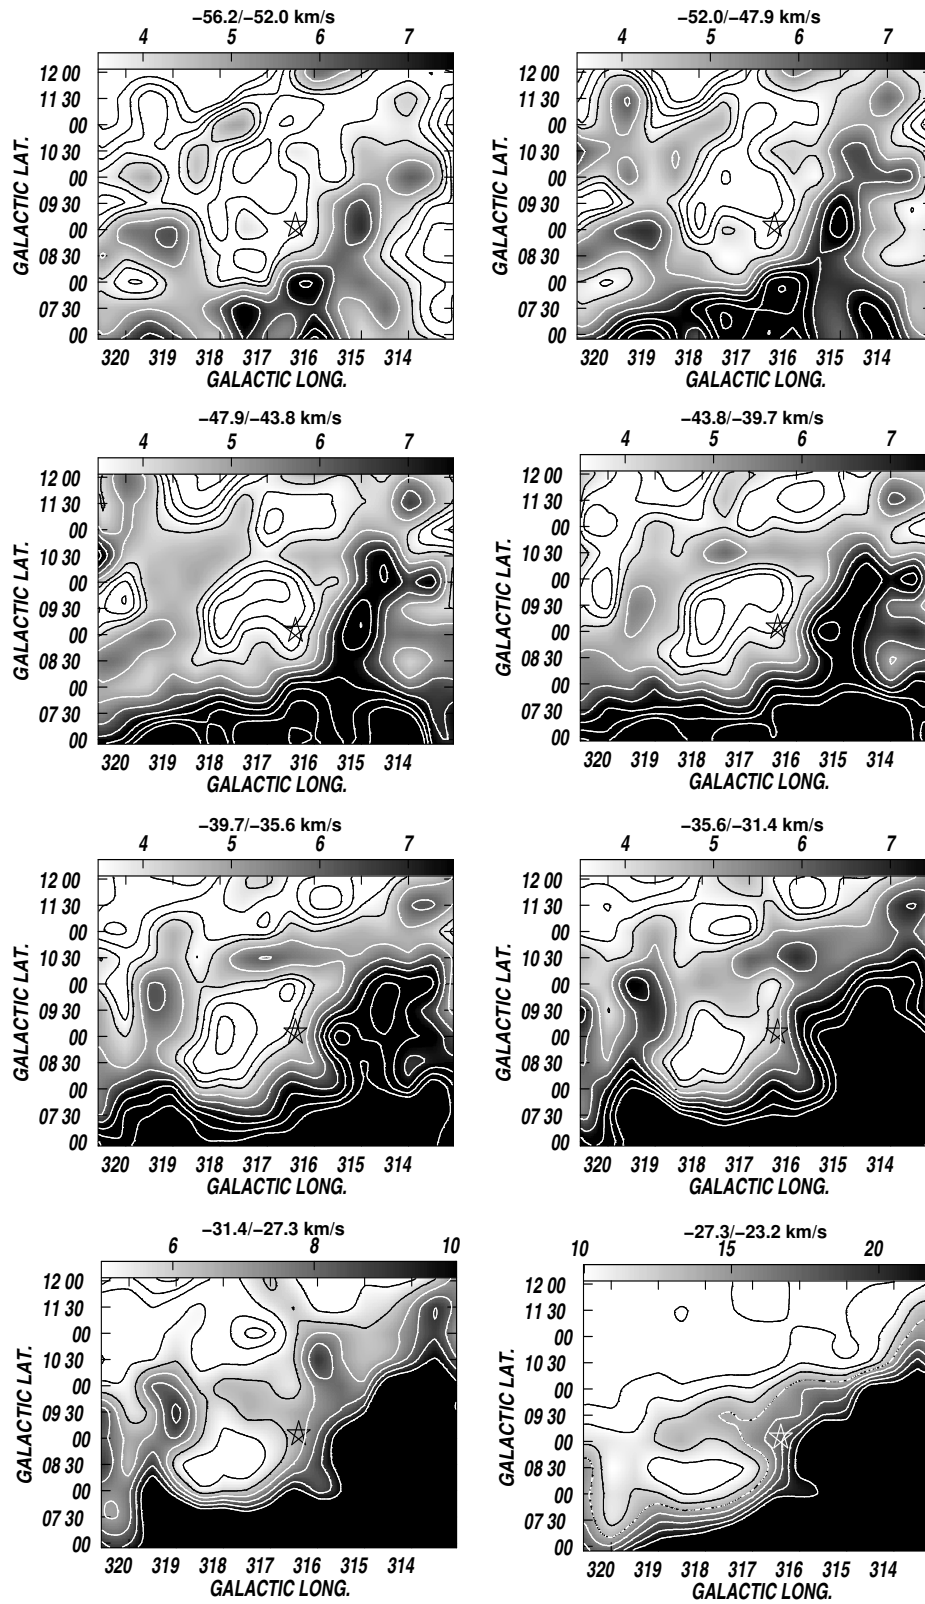 −56.2/−52.0 km/s
4 5 6 7
GALACTIC LAT.
12 00
11 30
00
10 30
00
09 30
00
08 30
00
07 30
00
320 319 318 317 316 315 314
GALACTIC LONG.
−52.0/−47.9 km/s
4 5 6 7
GALACTIC LAT.
12 00
11 30
00
10 30
00
09 30
00
08 30
00
07 30
00
320 319 318 317 316 315 314
GALACTIC LONG.
−47.9/−43.8 km/s
4 5 6 7
GALACTIC LAT.
12 00
11 30
00
10 30
00
09 30
00
08 30
00
07 30
00
320 319 318 317 316 315 314
GALACTIC LONG.
−43.8/−39.7 km/s
4 5 6 7
GALACTIC LAT.
12 00
11 30
00
10 30
00
09 30
00
08 30
00
07 30
00
320 319 318 317 316 315 314
GALACTIC LONG.
−39.7/−35.6 km/s
4 5 6 7
GALACTIC LAT.
12 00
11 30
00
10 30
00
09 30
00
08 30
00
07 30
00
320 319 318 317 316 315 314
GALACTIC LONG.
−35.6/−31.4 km/s
4 5 6 7
GALACTIC LAT.
12 00
11 30
00
10 30
00
09 30
00
08 30
00
07 30
00
320 319 318 317 316 315 314
GALACTIC LONG.
−31.4/−27.3 km/s
6 8 10
GALACTIC LAT.
12 00
11 30
00
10 30
00
09 30
00
08 30
00
07 30
00
320 319 318 317 316 315 314
GALACTIC LONG.
−27.3/−23.2 km/s
10 15 20
GALACTIC LAT.
12 00
11 30
00
10 30
00
09 30
00
08 30
00
07 30
00
320 319 318 317 316 315 314
GALACTIC LONG.